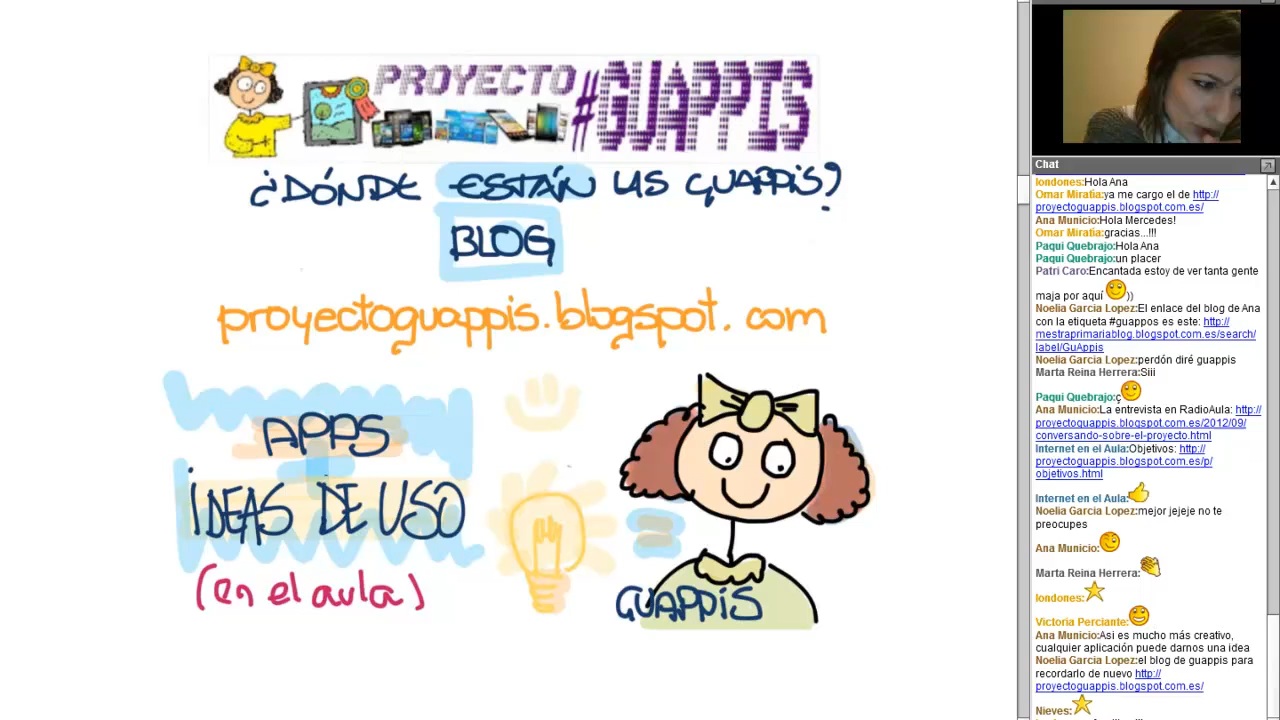 PROYECTO #GUAPPIS
¿DÓNDE ESTÁN LAS GUAPPIS?
BLOG
proyectoguappis.blogspot.com
APPS
IDEAS DE USO
(en el aula)
=
GUAPPIS
Chat
londones:Hola Ana
Omar Miratía:ya me cargo el de http://
proyectoguappis.blogspot.com.es/
Ana Municio:Hola Mercedes!
Omar Miratía:gracias...!!!
Paqui Quebrajo:Hola Ana
Paqui Quebrajo:un placer
Patri Caro:Encantada estoy de ver tanta gente
maja por aquí ))
Noelia Garcia Lopez:El enlace del blog de Ana
con la etiqueta #guappos es este: http://
mestraprimariablog.blogspot.com.es/search/
label/GuAppis
Noelia Garcia Lopez:perdón diré guappis
Marta Reina Herrera:Siii
Paqui Quebrajo:ç
Ana Municio:La entrevista en RadioAula: http://
proyectoguappis.blogspot.com.es/2012/09/
conversando-sobre-el-proyecto.html
Internet en el Aula:Objetivos: http://
proyectoguappis.blogspot.com.es/p/
objetivos.html
Internet en el Aula:
Noelia Garcia Lopez:mejor jejeje no te
preocupes
Ana Municio:
Marta Reina Herrera:
londones:
Victoria Perciante:
Ana Municio:Asi es mucho más creativo,
cualquier aplicación puede darnos una idea
Noelia Garcia Lopez:el blog de guappis para
recordarlo de nuevo http://
proyectoguappis.blogspot.com.es/
Nieves: